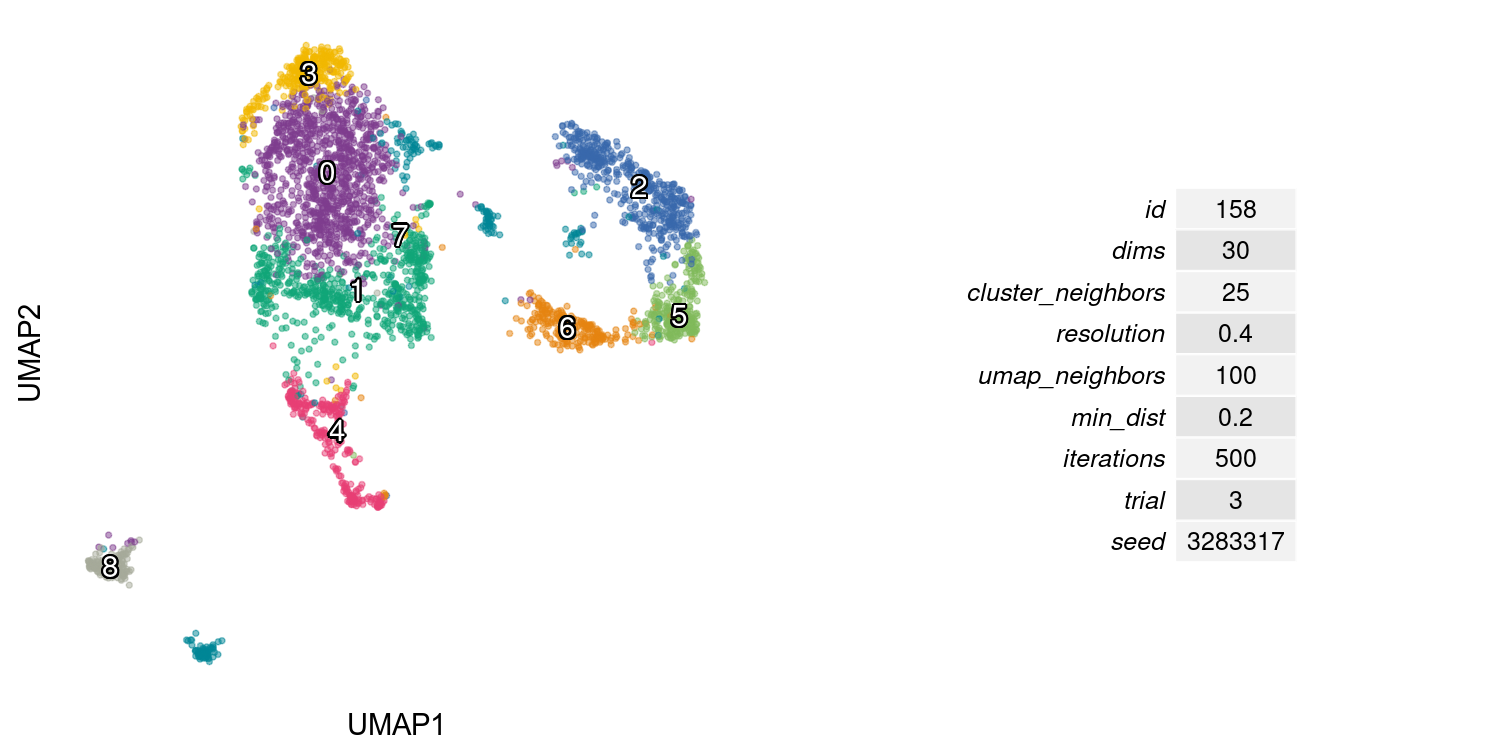 3
0
2
7
1
5
6
4
8
UMAP2
UMAP1
id 158
dims 30
cluster_neighbors 25
resolution 0.4
umap_neighbors 100
min_dist 0.2
iterations 500
trial 3
seed 3283317